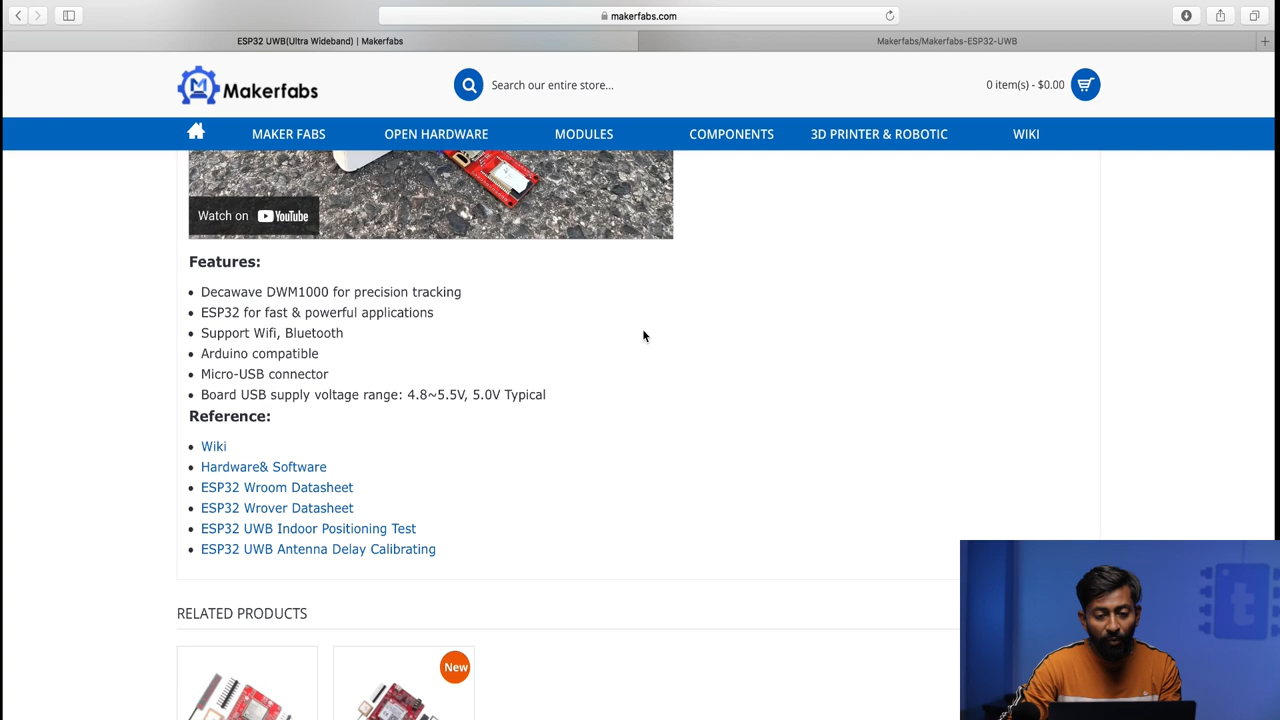 makerfabs.com
ESP32 UWB(Ultra Wideband) | Makerfabs
Makerfabs/Makerfabs-ESP32-UWB
M Makerfabs
Search our entire store...
0 item(s) - $0.00
MAKER FABS
OPEN HARDWARE
MODULES
COMPONENTS
3D PRINTER & ROBOTIC
WIKI
Watch on YouTube
Features:
Decawave DWM1000 for precision tracking
ESP32 for fast & powerful applications
Support Wifi, Bluetooth
Arduino compatible
Micro-USB connector
Board USB supply voltage range: 4.8~5.5V, 5.0V Typical
Reference:
Wiki
Hardware& Software
ESP32 Wroom Datasheet
ESP32 Wrover Datasheet
ESP32 UWB Indoor Positioning Test
ESP32 UWB Antenna Delay Calibrating
RELATED PRODUCTS
New
t